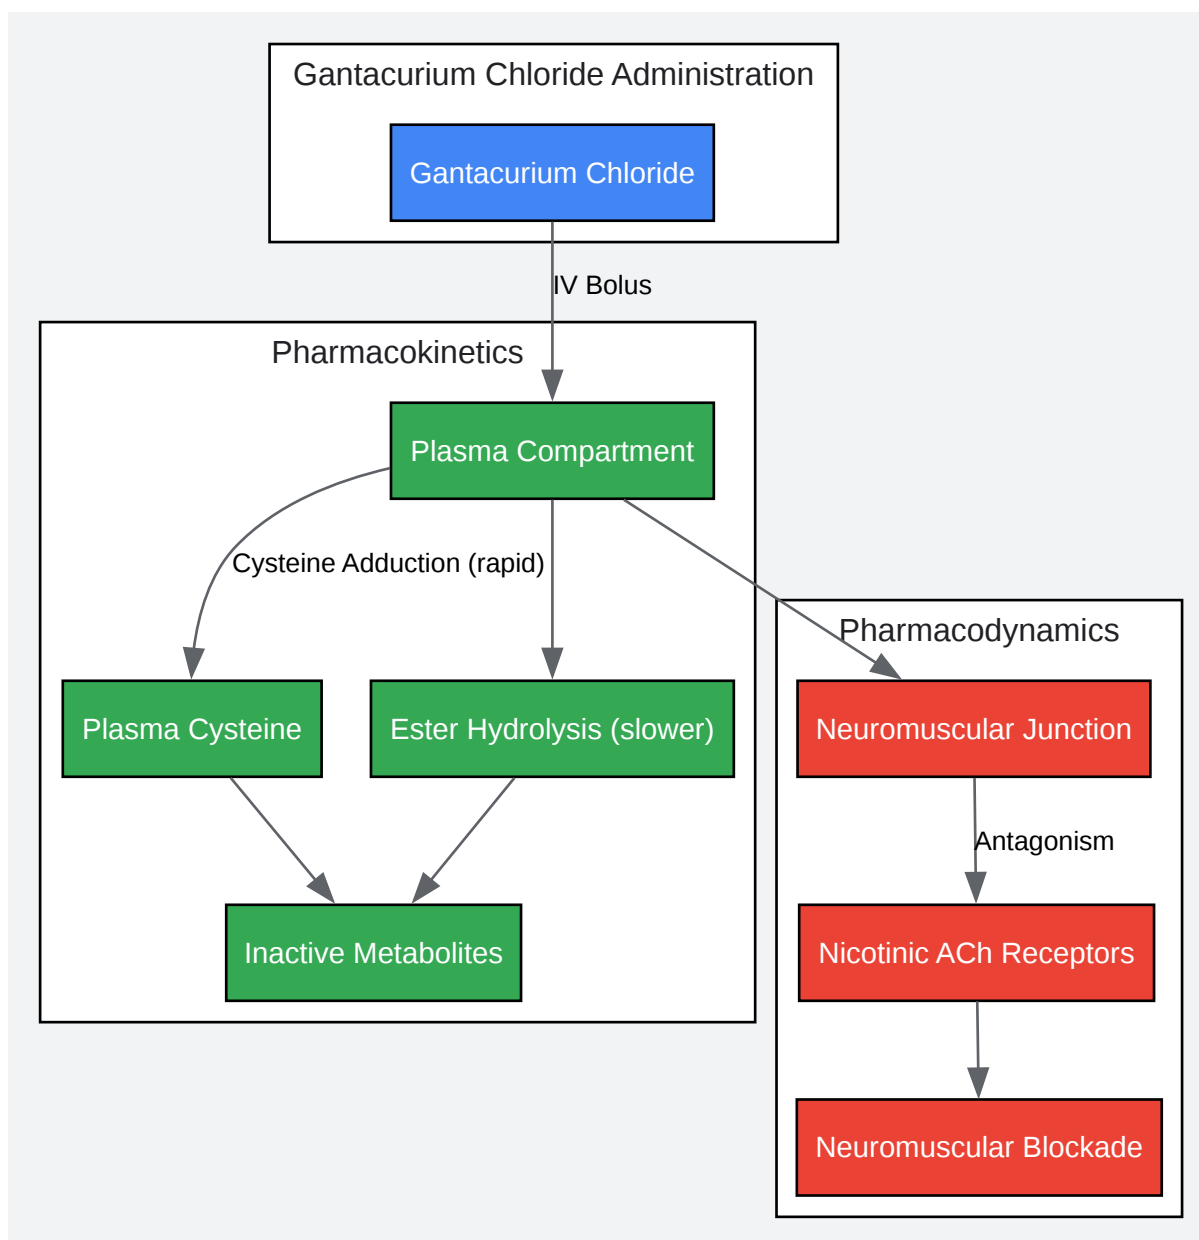 Gantacurium Chloride Administration
Gantacurium Chloride
IV Bolus
Pharmacokinetics
Plasma Compartment
Cysteine Adduction (rapid)
Pharmacodynamics
Plasma Cysteine
Ester Hydrolysis (slower)
Neuromuscular Junction
Antagonism
Inactive Metabolites
Nicotinic ACh Receptors
Neuromuscular Blockade